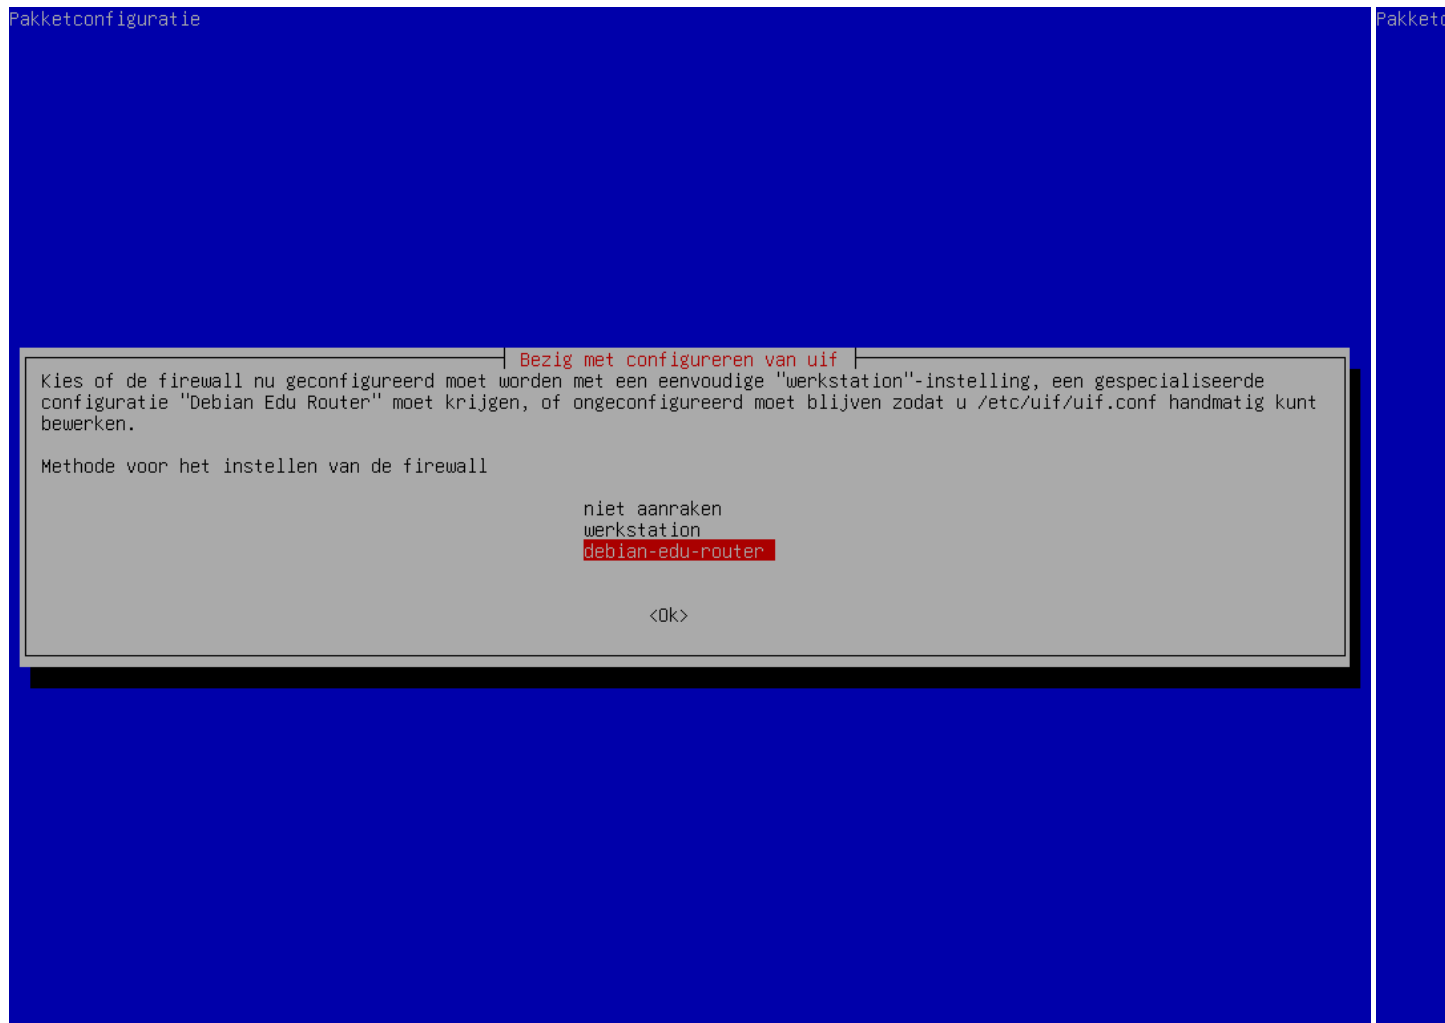 Pakketconfiguratie
Bezig met configureren van uif
Kies of de firewall nu geconfigureerd moet worden met een eenvoudige "werkstation"-instelling, een gespecialiseerde
configuratie "Debian Edu Router" moet krijgen, of ongeconfigureerd moet blijven zodat u /etc/uif/uif.conf handmatig kunt
bewerken.
Methode voor het instellen van de firewall
niet aanraken
werkstation
debian-edu-router
<Ok>